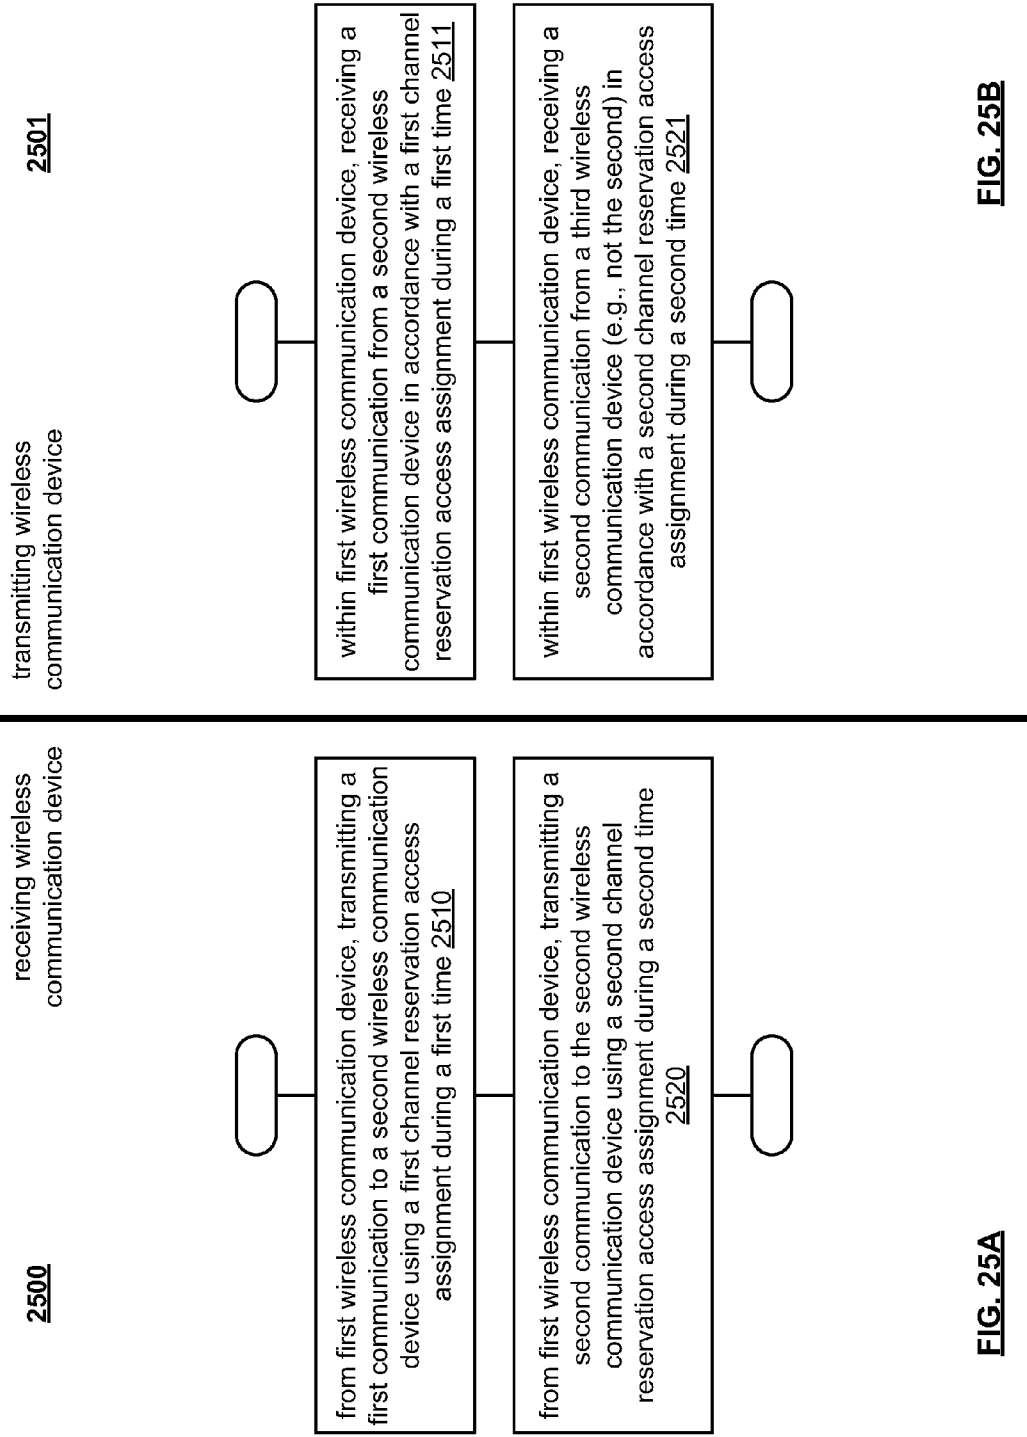 2500
receiving wireless
communication device
from first wireless communication device, transmitting a
first communication to a second wireless communication
device using a first channel reservation access
assignment during a first time 2510
from first wireless communication device, transmitting a
second communication to the second wireless
communication device using a second channel
reservation access assignment during a second time
2520
FIG. 25A
transmitting wireless
communication device
2501
within first wireless communication device, receiving a
first communication from a second wireless
communication device in accordance with a first channel
reservation access assignment during a first time 2511
within first wireless communication device, receiving a
second communication from a third wireless
communication device (e.g., not the second) in
accordance with a second channel reservation access
assignment during a second time 2521
FIG. 25B